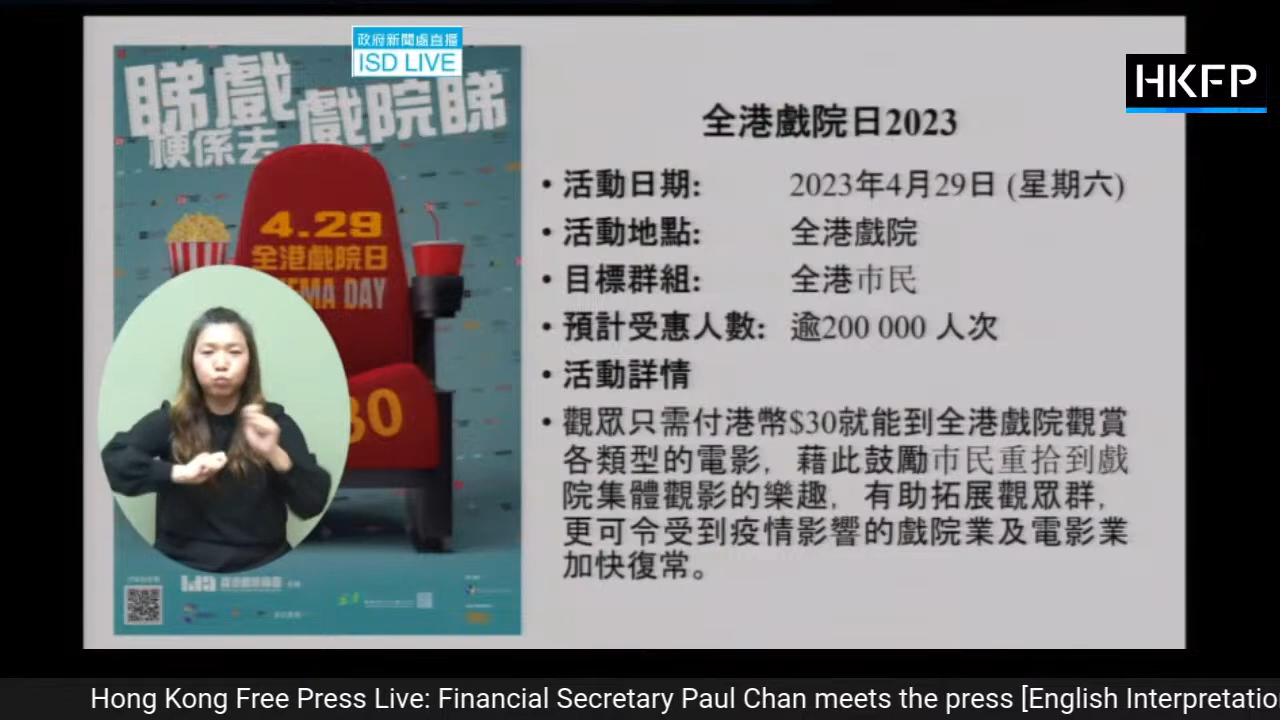 政府新聞處直播
ISD LIVE
HKFP
睇戲
梗係去戲院睇
4.29
全港戲院日
CINEMA DAY
$30
全港戲院日2023
• 活動日期: 2023年4月29日 (星期六)
• 活動地點: 全港戲院
• 目標群組: 全港市民
• 預計受惠人數: 逾200 000 人次
• 活動詳情
• 觀眾只需付港幣$30就能到全港戲院觀賞
各類型的電影，藉此鼓勵市民重拾到戲
院集體觀影的樂趣，有助拓展觀眾群，
更可令受到疫情影響的戲院業及電影業
加快復常。
Hong Kong Free Press Live: Financial Secretary Paul Chan meets the press [English Interpretatio